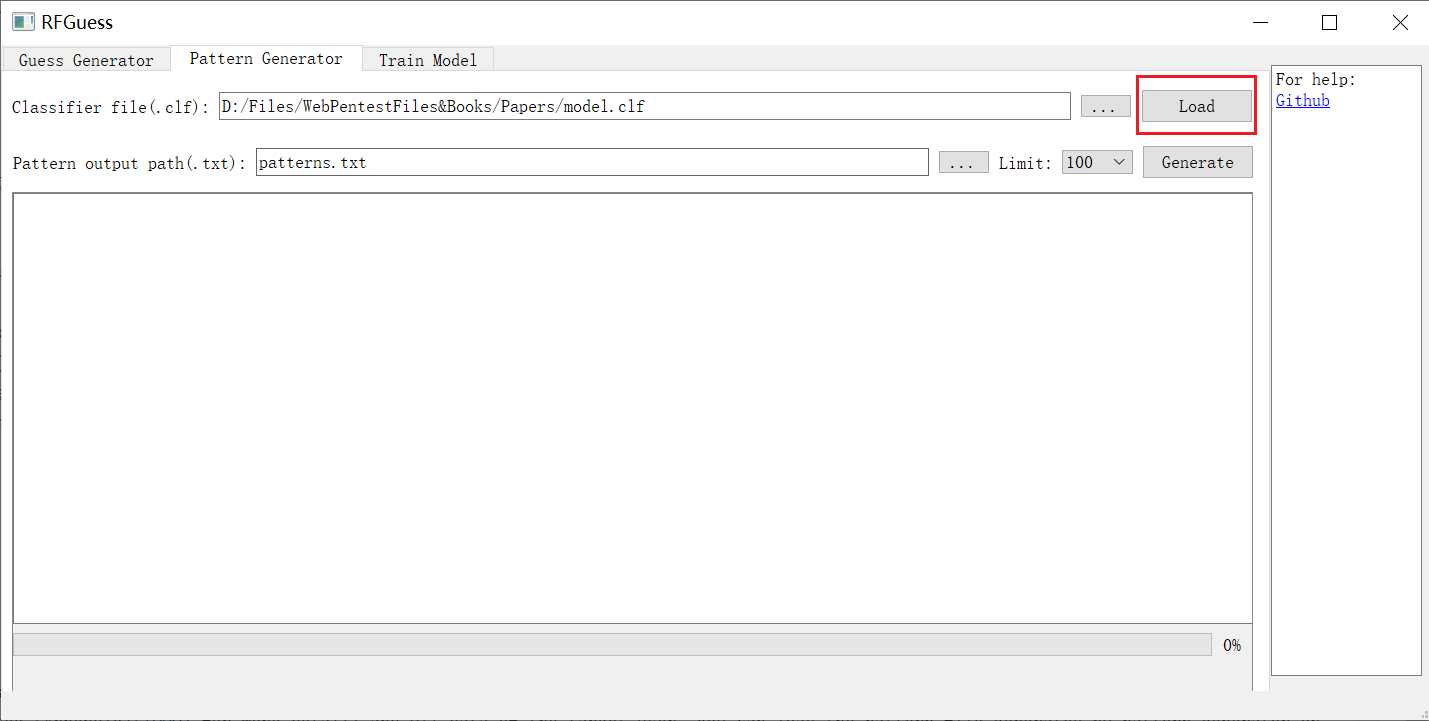 RFGuess
Guess Generator Pattern Generator Train Model
Classifier file(.clf): D:/Files/WebPentestFiles&Books/Papers/model.clf ... Load
Pattern output path(.txt): patterns.txt ... Limit: 100 Generate
0%
For help:
Github